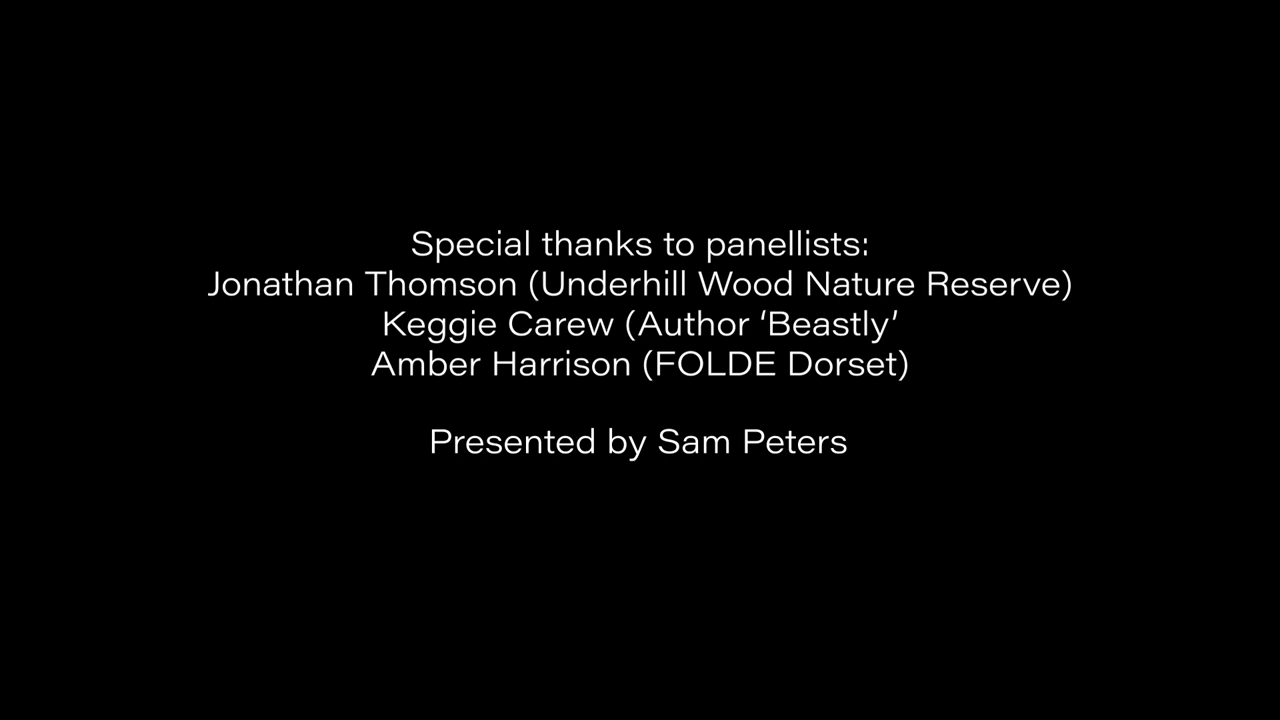 Special thanks to panellists:
Jonathan Thomson (Underhill Wood Nature Reserve)
Keggie Carew (Author ‘Beastly’
Amber Harrison (FOLDE Dorset)
Presented by Sam Peters